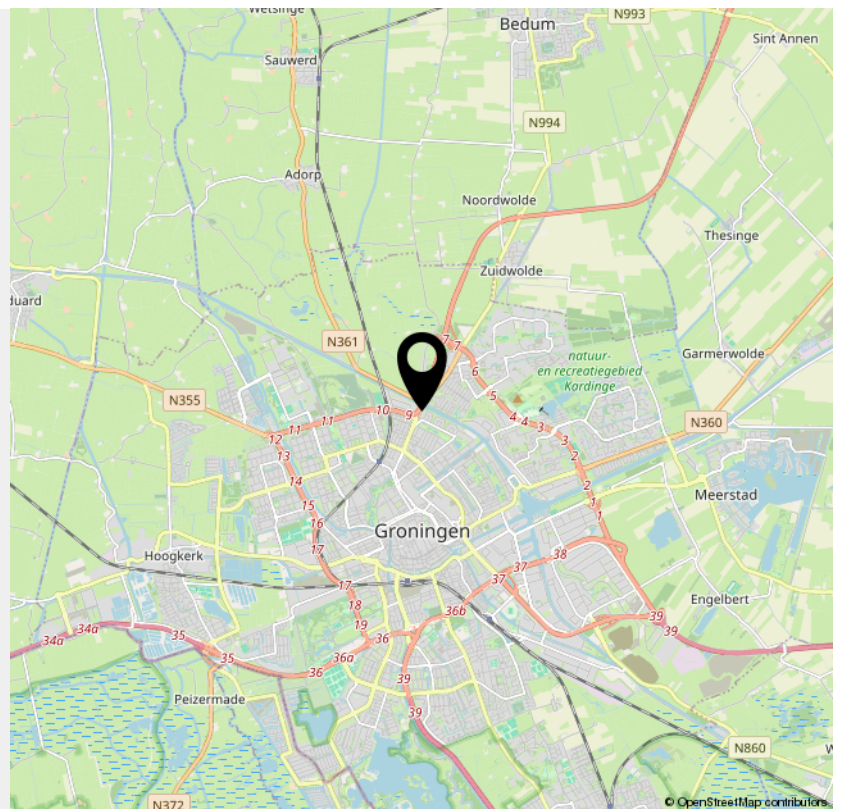 Wetsinge
N993
Bedum
Sint Annen
Sauwerd
N994
Adorp
Noordwolde
Thesinge
Zuidwolde
duard
N361
7
7
natuur-
en recreatiegebied
Kardinge
Garmerwolde
6
N355
5
10
9
11
11
4
4
3
N360
12
3
13
2
14
2
Meerstad
15
1
1
16
Groningen
17
38
Hoogkerk
37
37
17
18
Engelbert
36b
39
19
39
34a
34a
35
36
35
36a
36
39
Peizermade
39
N860
W
N372
© OpenStreetMap contributors